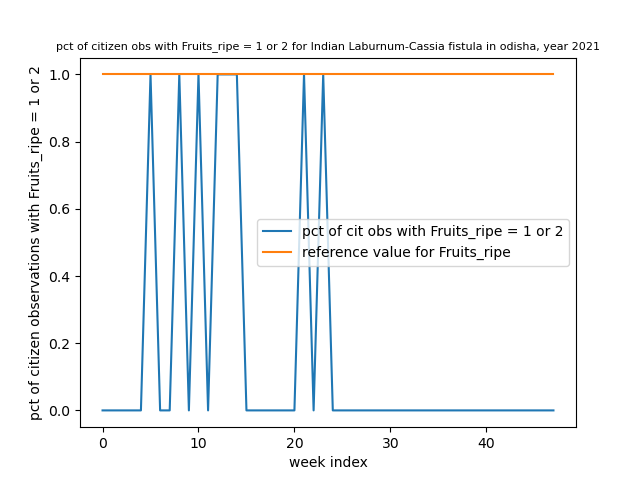 pct of citizen obs with Fruits_ripe = 1 or 2 for Indian Laburnum-Cassia fistula in odisha, year 2021
pct of citizen observations with Fruits_ripe = 1 or 2
1.0
0.8
0.6
0.4
0.2
0.0
pct of cit obs with Fruits_ripe = 1 or 2
reference value for Fruits_ripe
0 10 20 30 40
week index